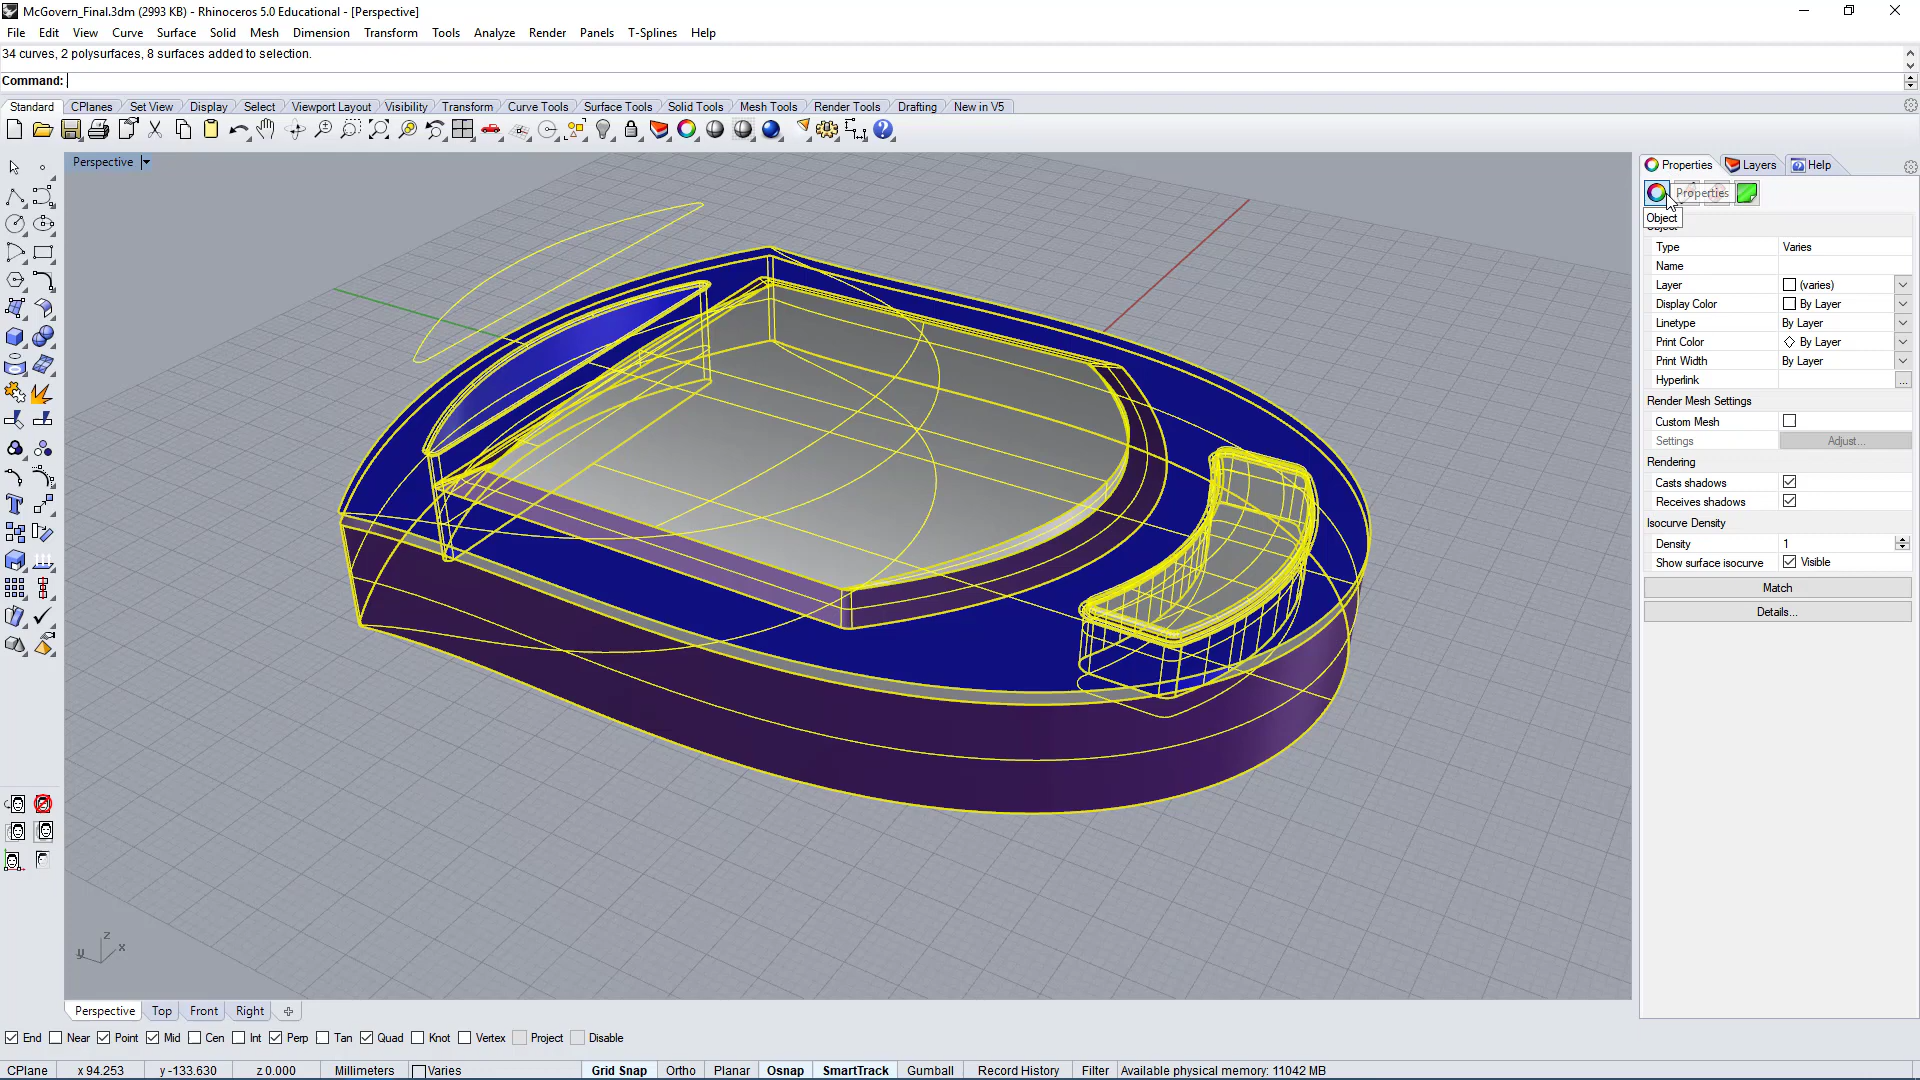 McGovern_Final.3dm (2993 KB) - Rhinoceros 5.0 Educational - [Perspective]
File Edit View Curve Surface Solid Mesh Dimension Transform Tools Analyze Render Panels T-Splines Help
34 curves, 2 polysurfaces, 8 surfaces added to selection.
Command:
Standard CPlanes Set View Display Select Viewport Layout Visibility Transform Curve Tools Surface Tools Solid Tools Mesh Tools Render Tools Drafting New in V5
Perspective
Properties Layers Help
Properties
Object
Object
Type Varies
Name
Layer (varies)
Display Color By Layer
Linetype By Layer
Print Color By Layer
Print Width By Layer
Hyperlink ...
Render Mesh Settings
Custom Mesh
Settings Adjust...
Rendering
Casts shadows
Receives shadows
Isocurve Density
Density 1
Show surface isocurve Visible
Match
Details...
z
y x
Perspective Top Front Right
End Near Point Mid Cen Int Perp Tan Quad Knot Vertex Project Disable
CPlane x 94.253 y -133.630 z 0.000 Millimeters Varies Grid Snap Ortho Planar Osnap SmartTrack Gumball Record History Filter Available physical memory: 11042 MB